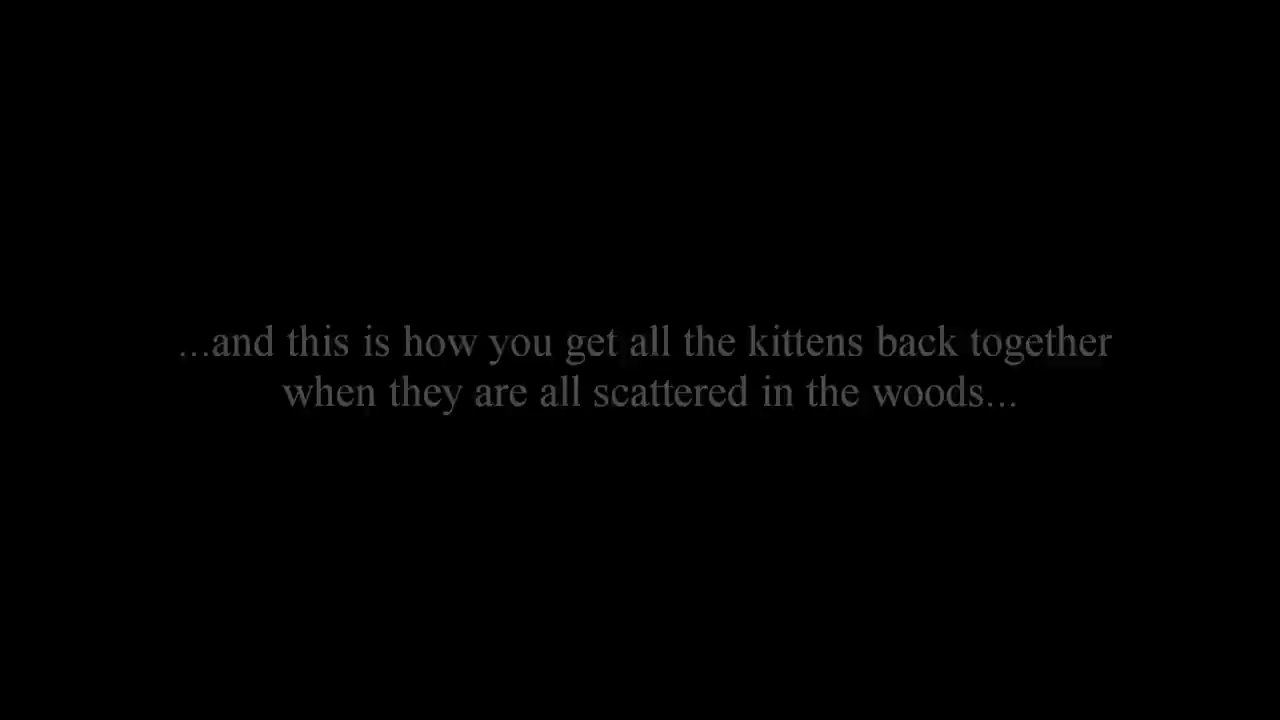 ...and this is how you get all the kittens back together
when they are all scattered in the woods...